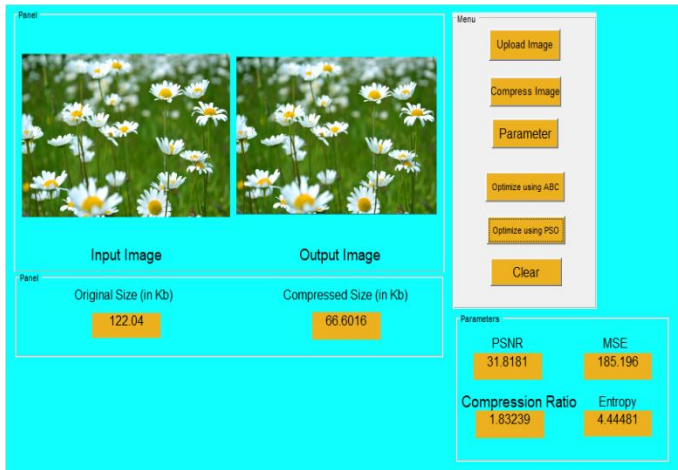 Panel
Input Image
Output Image
Panel
Original Size (in Kb)
Compressed Size (in Kb)
122.04
66.6016
Menu
Upload Image
Compress Image
Parameter
Optimize using ABC
Optimize using PSO
Clear
Parameters
PSNR
MSE
31.8181
185.196
Compression Ratio
Entropy
1.83239
4.44481